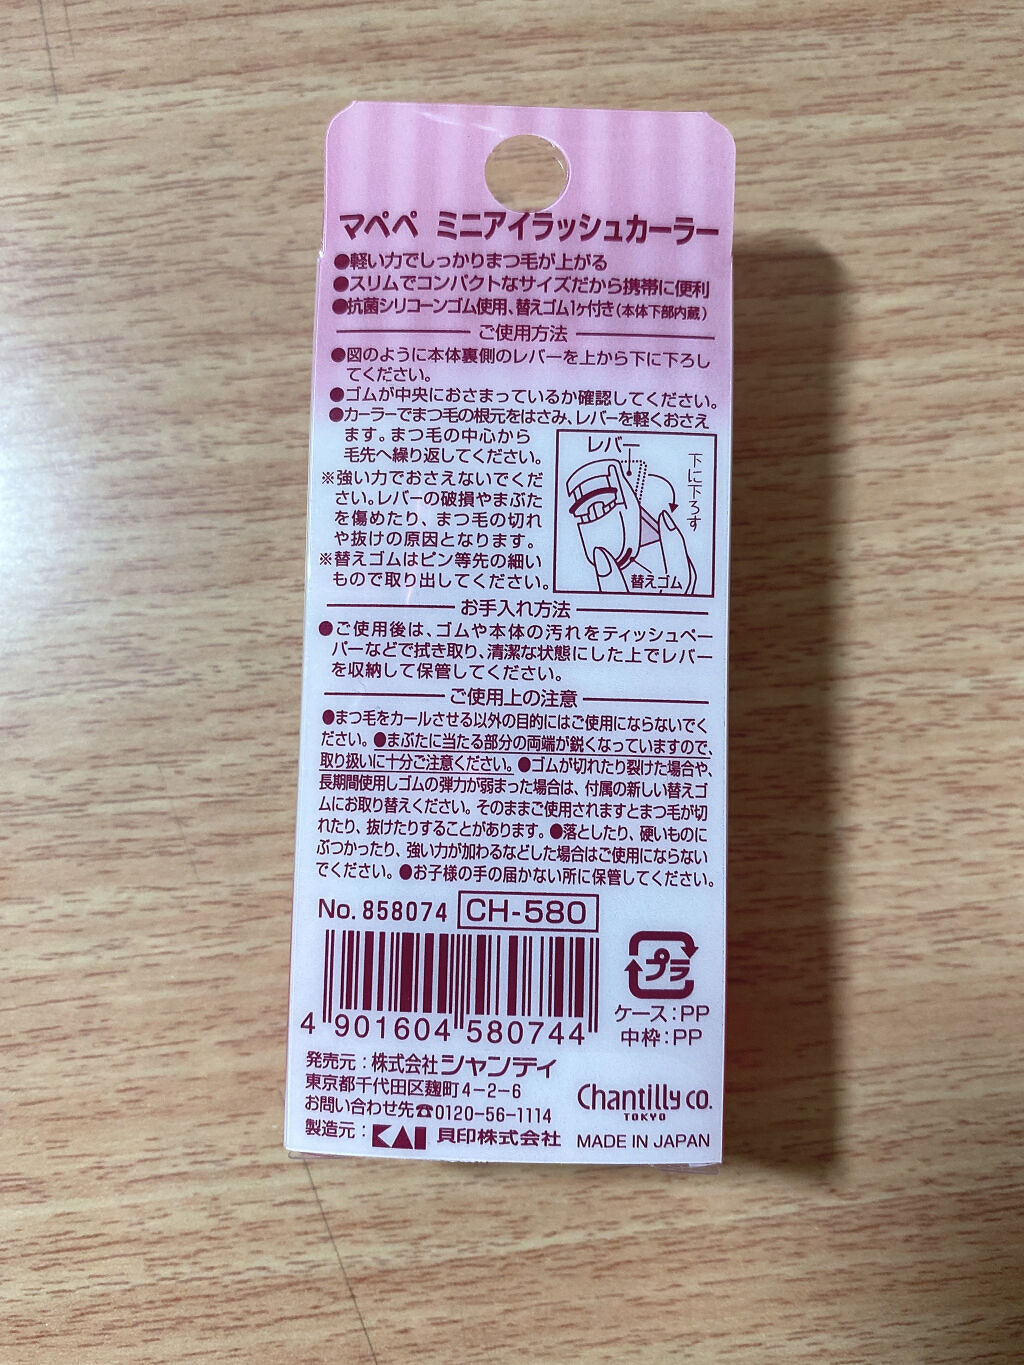 マペペ ミニアイラッシュカーラー
●軽い力でしっかりまつ毛が上がる
●スリムでコンパクトなサイズだから携帯に便利
●抗菌シリコーンゴム使用、替えゴム1ヶ付き(本体下部内蔵)
ご使用方法
●図のように本体裏側のレバーを上から下に下ろし
てください。
●ゴムが中央におさまっているか確認してください。
●カーラーでまつ毛の根元をはさみ、レバーを軽くおさえ
ます。まつ毛の中心から
毛先へ繰り返してください。
※強い力でおさえないでくだ
さい。レバーの破損やまぶた
を傷めたり、まつ毛の切れ
や抜けの原因となります。
※替えゴムはピン等先の細い
もので取り出してください。
レバー
下に下ろす
替えゴム
お手入れ方法
●ご使用後は、ゴムや本体の汚れをティッシュペー
パーなどで拭き取り、清潔な状態にした上でレバー
を収納して保管してください。
ご使用上の注意
●まつ毛をカールさせる以外の目的にはご使用にならないでく
ださい。●まぶたに当たる部分の両端が鋭くなっていますので、
取り扱いに十分ご注意ください。●ゴムが切れたり裂けた場合や、
長期間使用しゴムの弾力が弱まった場合は、付属の新しい替えゴ
ムにお取り替えください。そのままご使用されますとまつ毛が切
れたり、抜けたりすることがあります。●落としたり、硬いものに
ぶつかったり、強い力が加わるなどした場合はご使用にならない
でください。●お子様の手の届かない所に保管してください。
No. 858074 CH-580
4 901604 580744
プラ
ケース:PP
中枠:PP
発売元:株式会社シャンティ
東京都千代田区麹町4-2-6
お問い合わせ先☎0120-56-1114
製造元:KAI 貝印株式会社
Chantilly co.
TOKYO
MADE IN JAPAN